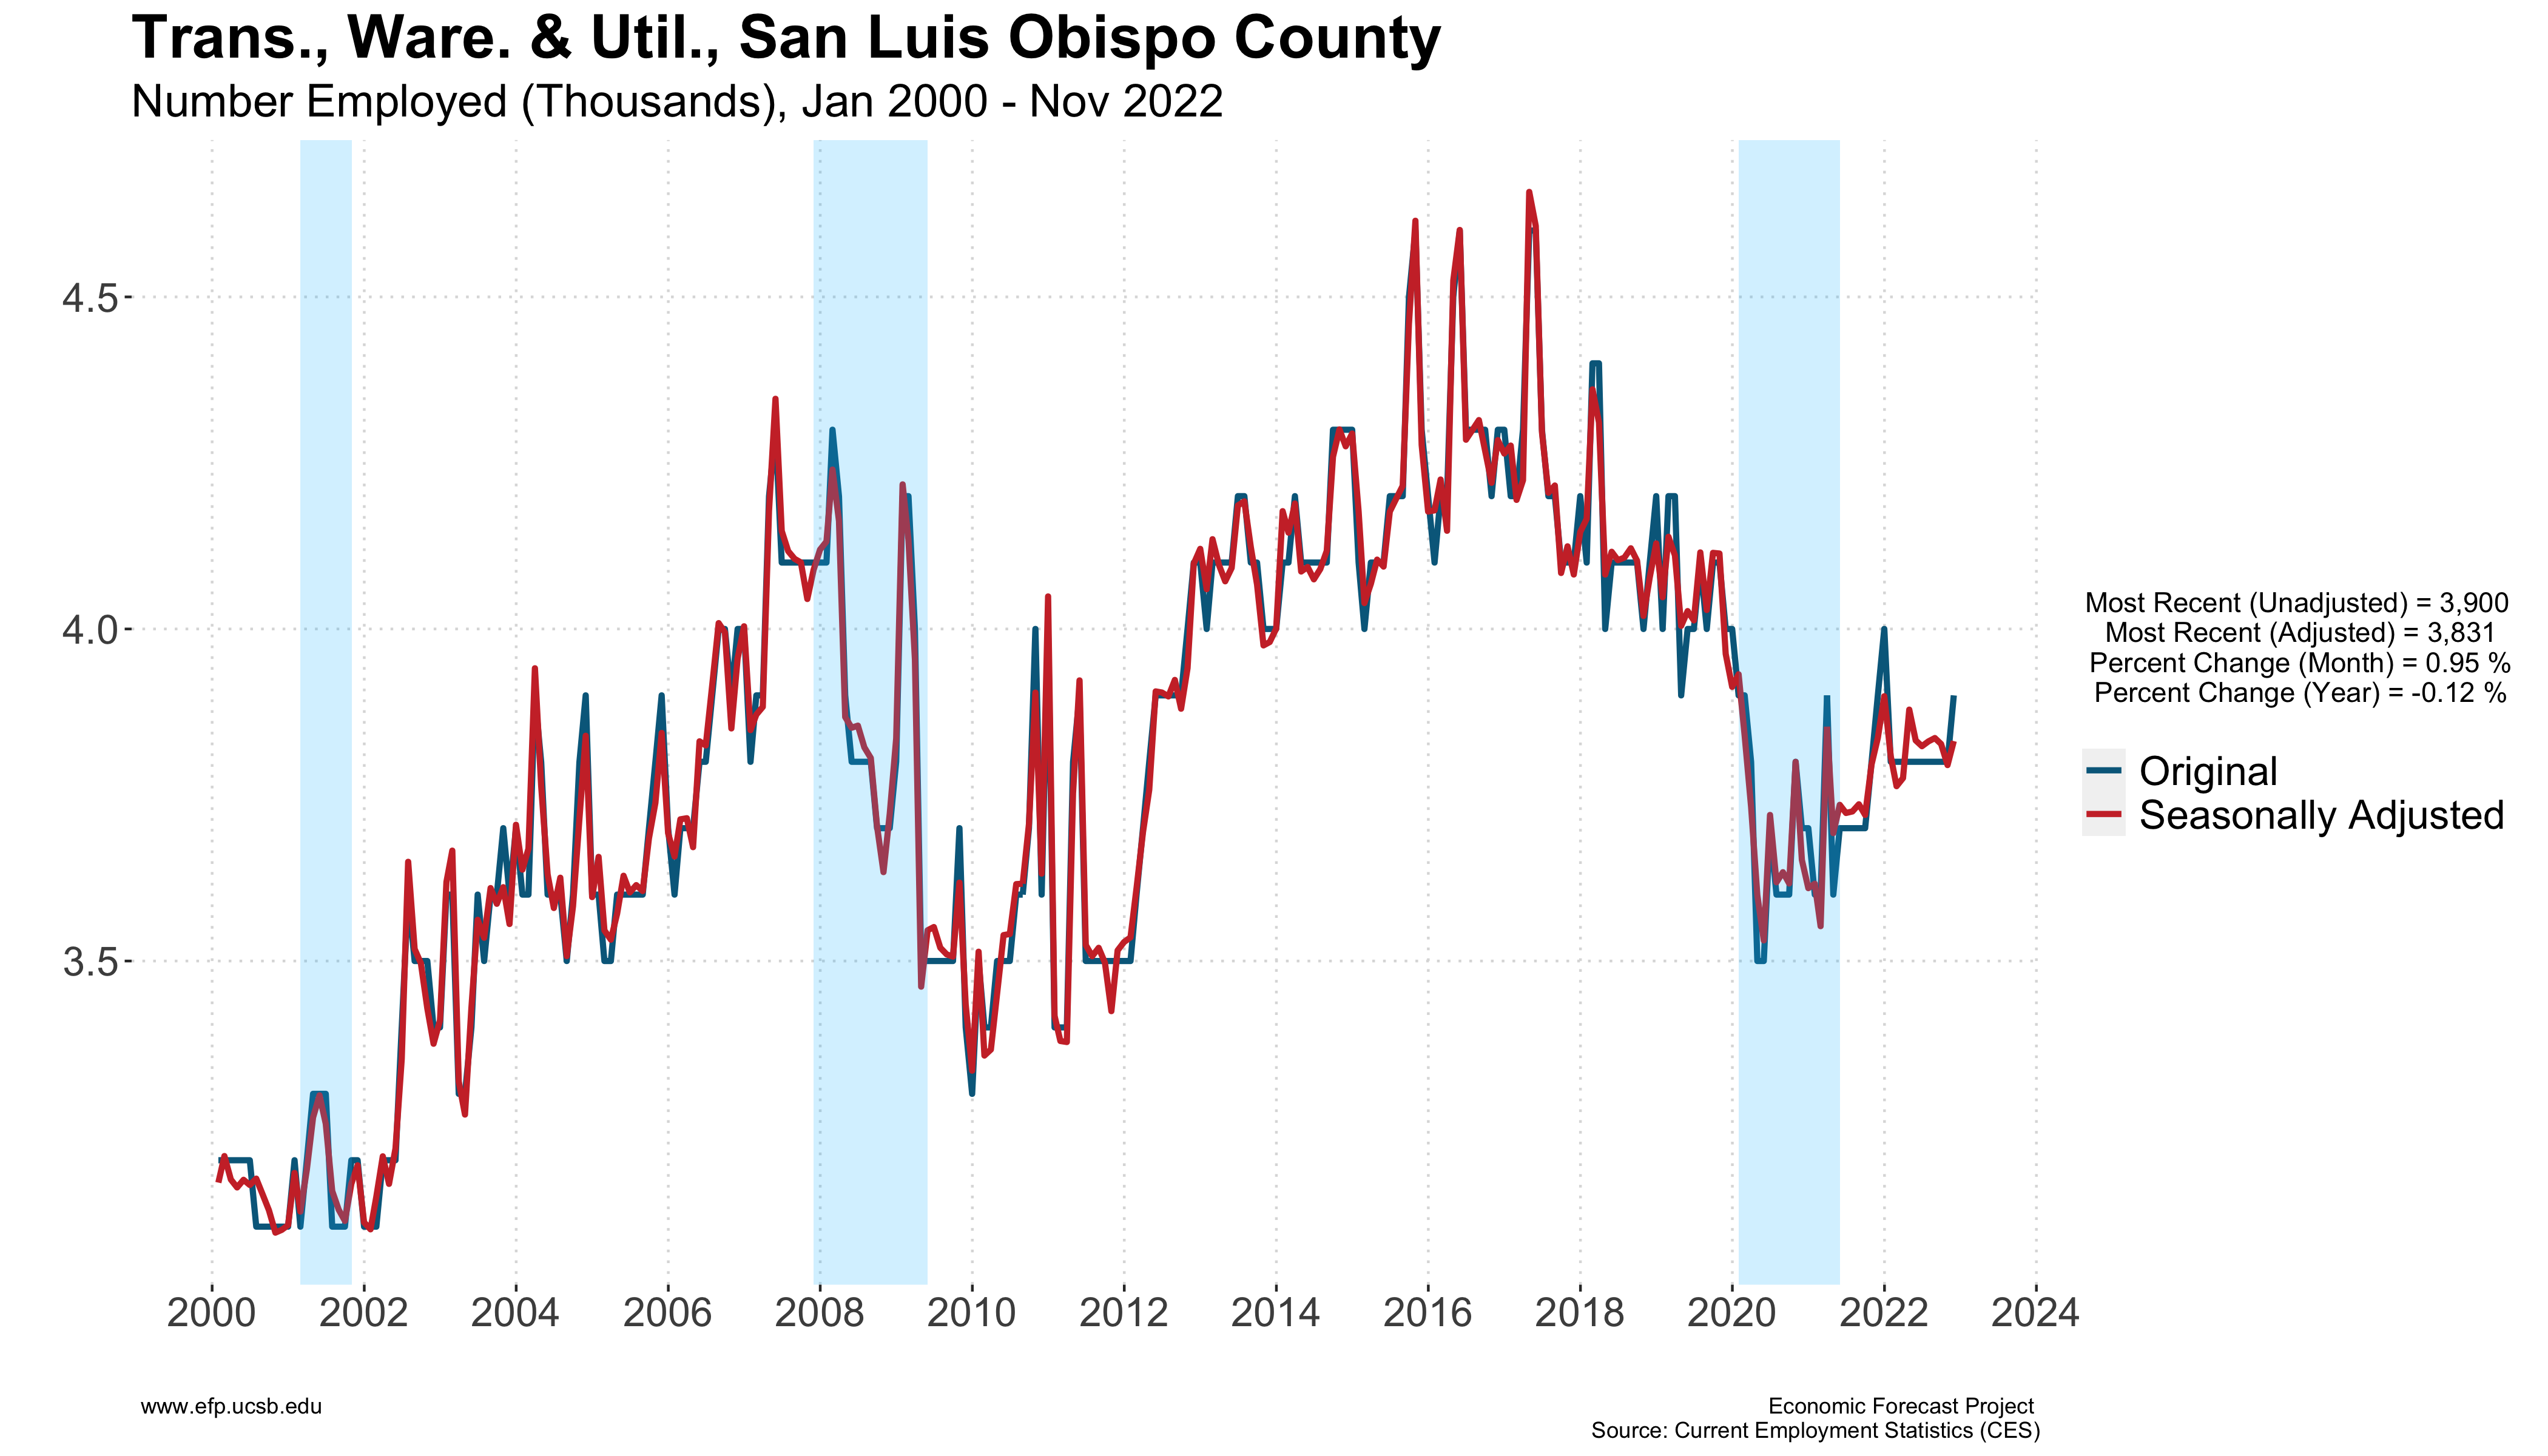 Trans., Ware. & Util., San Luis Obispo County
Number Employed (Thousands), Jan 2000 - Nov 2022
4.5
4.0
3.5
2000 2002 2004 2006 2008 2010 2012 2014 2016 2018 2020 2022 2024
Most Recent (Unadjusted) = 3,900
Most Recent (Adjusted) = 3,831
Percent Change (Month) = 0.95 %
Percent Change (Year) = -0.12 %
Original
Seasonally Adjusted
www.efp.ucsb.edu
Economic Forecast Project
Source: Current Employment Statistics (CES)